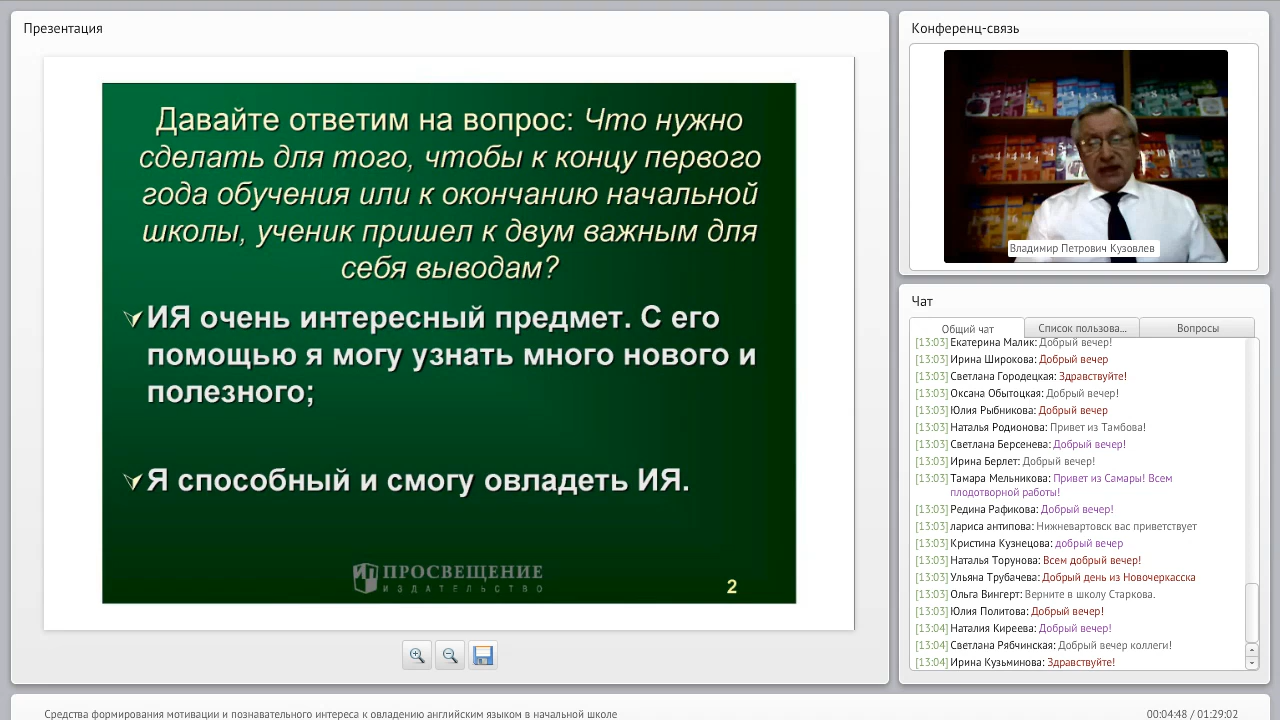 Презентация
Давайте ответим на вопрос: Что нужно
сделать для того, чтобы к концу первого
года обучения или к окончанию начальной
школы, ученик пришел к двум важным для
себя выводам?
ИЯ очень интересный предмет. С его
помощью я могу узнать много нового и
полезного;
Я способный и смогу овладеть ИЯ.
ПРОСВЕЩЕНИЕ
ИЗДАТЕЛЬСТВО
2
Конференц-связь
Владимир Петрович Кузовлев
Чат
Общий чат
Список пользова...
Вопросы
[13:03] Екатерина Малик: Добрый вечер!
[13:03] Ирина Широкова: Добрый вечер
[13:03] Светлана Городецкая: Здравствуйте!
[13:03] Оксана Обытоцкая: Добрый вечер!
[13:03] Юлия Рыбникова: Добрый вечер
[13:03] Наталья Родионова: Привет из Тамбова!
[13:03] Светлана Берсенева: Добрый вечер!
[13:03] Ирина Берлет: Добрый вечер!
[13:03] Тамара Мельникова: Привет из Самары! Всем
плодотворной работы!
[13:03] Редина Рафикова: Добрый вечер!
[13:03] лариса антипова: Нижневартовск вас приветствует
[13:03] Кристина Кузнецова: добрый вечер
[13:03] Наталья Торунова: Всем добрый вечер!
[13:03] Ульяна Трубачева: Добрый день из Новочеркасска
[13:03] Ольга Вингерт: Верните в школу Старкова.
[13:03] Юлия Политова: Добрый вечер!
[13:04] Наталия Киреева: Добрый вечер!
[13:04] Светлана Рябчинская: Добрый вечер коллеги!
[13:04] Ирина Кузьминова: Здравствуйте!
Средства формирования мотивации и познавательного интереса к овладению английским языком в начальной школе
00:04:48 / 01:29:02